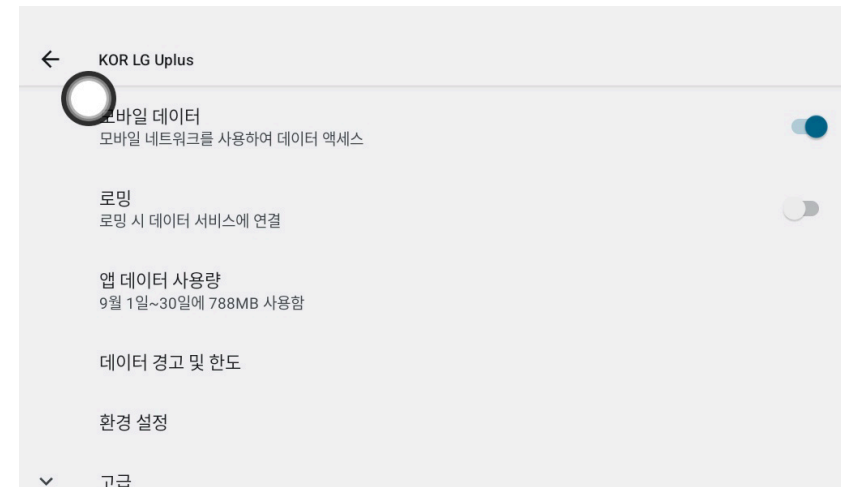 KOR LG Uplus
모바일 데이터
모바일 네트워크를 사용하여 데이터 액세스
로밍
로밍 시 데이터 서비스에 연결
앱 데이터 사용량
9월 1일~30일에 788MB 사용함
데이터 경고 및 한도
환경 설정
고급